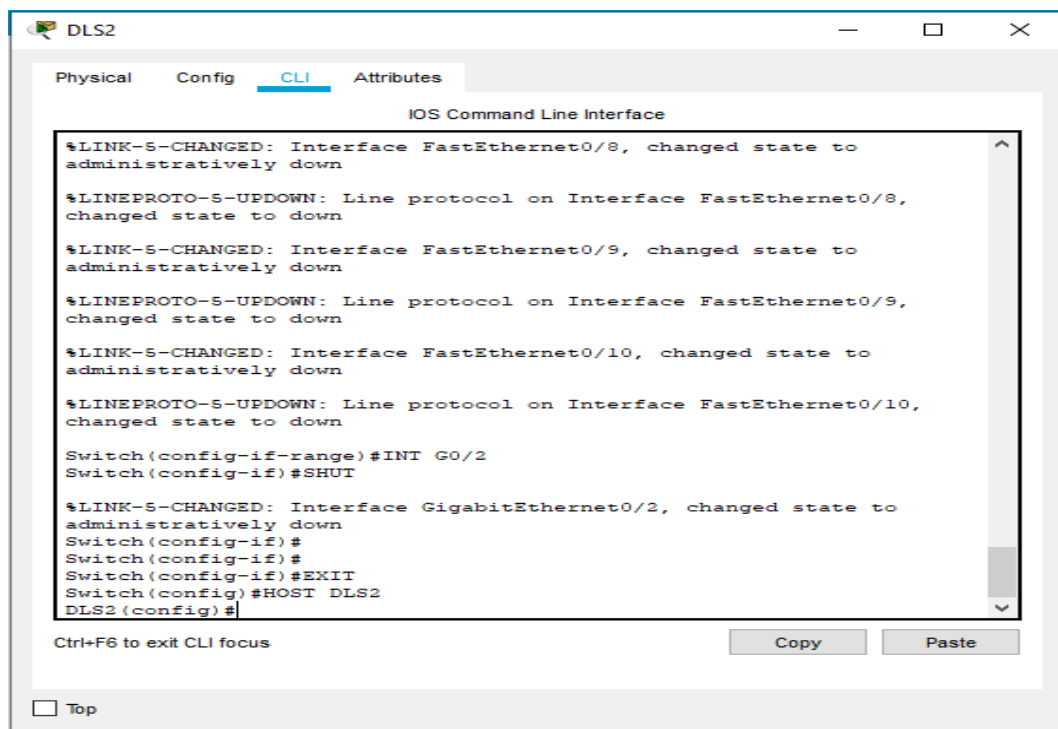 DLS2
Physical Config CLI Attributes
IOS Command Line Interface
%LINK-5-CHANGED: Interface FastEthernet0/8, changed state to
administratively down
%LINEPROTO-5-UPDOWN: Line protocol on Interface FastEthernet0/8,
changed state to down
%LINK-5-CHANGED: Interface FastEthernet0/9, changed state to
administratively down
%LINEPROTO-5-UPDOWN: Line protocol on Interface FastEthernet0/9,
changed state to down
%LINK-5-CHANGED: Interface FastEthernet0/10, changed state to
administratively down
%LINEPROTO-5-UPDOWN: Line protocol on Interface FastEthernet0/10,
changed state to down
Switch(config-if-range)#INT G0/2
Switch(config-if)#SHUT
%LINK-5-CHANGED: Interface GigabitEthernet0/2, changed state to
administratively down
Switch(config-if)#
Switch(config-if)#
Switch(config-if)#EXIT
Switch(config)#HOST DLS2
DLS2(config)#
Ctrl+F6 to exit CLI focus
Copy Paste
Top